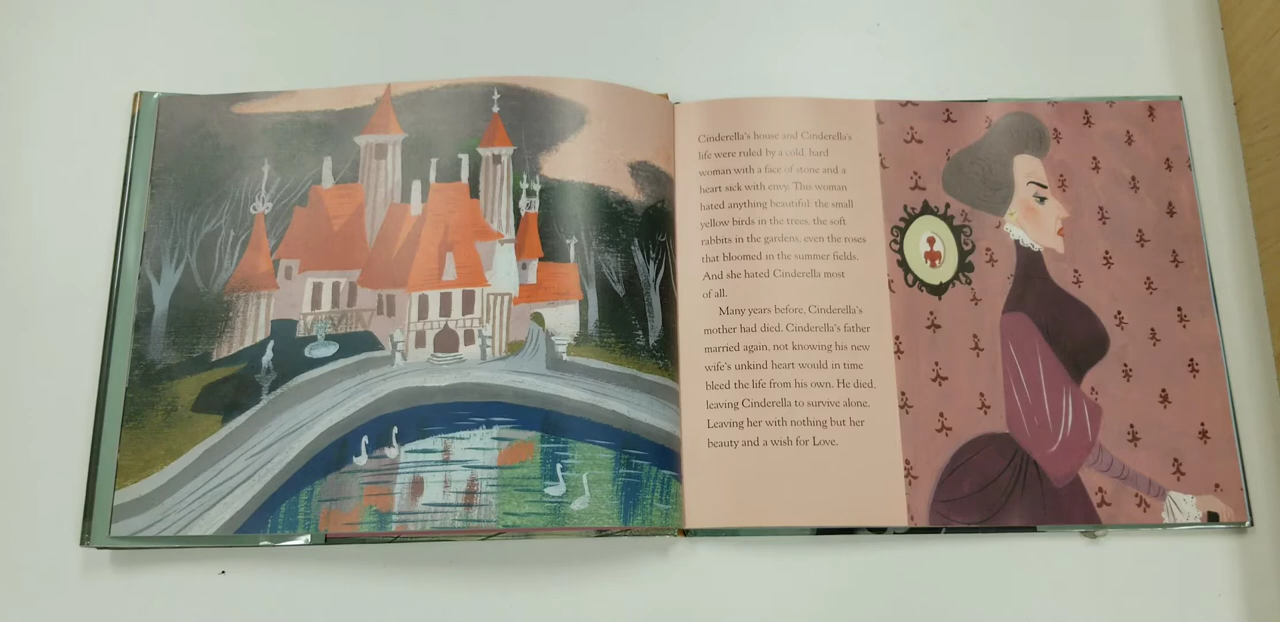 Cinderella's house and Cinderella's
life were ruled by a cold, hard
woman with a face of stone and a
heart sick with envy. This woman
hated anything beautiful: the small
yellow birds in the trees, the soft
rabbits in the gardens, even the roses
that bloomed in the summer fields.
And she hated Cinderella most
of all.
Many years before, Cinderella's
mother had died. Cinderella's father
married again, not knowing his new
wife's unkind heart would in time
bleed the life from his own. He died,
leaving Cinderella to survive alone.
Leaving her with nothing but her
beauty and a wish for Love.